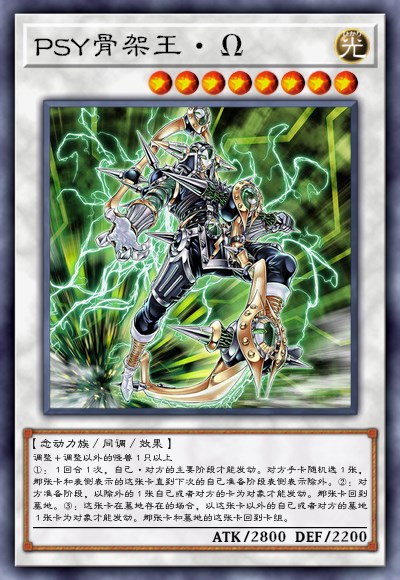 PSY骨架王・Ω
光
【念动力族／同调／效果】
调整＋调整以外的怪兽１只以上
①：１回合１次，自己・对方的主要阶段才能发动。对方手卡随机选１张，
那张卡和表侧表示的这张卡直到下次的自己准备阶段表侧表示除外。②：对
方准备阶段，以除外的１张自己或者对方的卡为对象才能发动。那张卡回到
墓地。③：这张卡在墓地存在的场合，以这张卡以外的自己或者对方的墓地
１张卡为对象才能发动。那张卡和墓地的这张卡回到卡组。
ATK/2800 DEF/2200